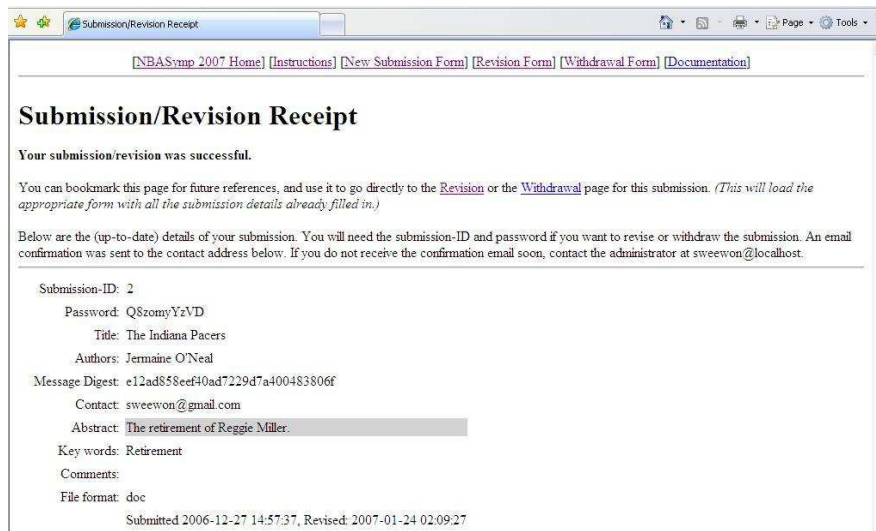 Submission/Revision Receipt
Page
Tools
[NBASymp 2007 Home] [Instructions] [New Submission Form] [Revision Form] [Withdrawal Form] [Documentation]
Submission/Revision Receipt
Your submission/revision was successful.
You can bookmark this page for future references, and use it to go directly to the Revision or the Withdrawal page for this submission. (This will load the
appropriate form with all the submission details already filled in.)
Below are the (up-to-date) details of your submission. You will need the submission-ID and password if you want to revise or withdraw the submission. An email
confirmation was sent to the contact address below. If you do not receive the confirmation email soon, contact the administrator at sweewon@localhost.
Submission-ID: 2
Password: Q8zomyYzVD
Title: The Indiana Pacers
Authors: Jermaine O'Neal
Message Digest: e12ad858eef40ad7229d7a400483806f
Contact: sweewon@gmail.com
Abstract: The retirement of Reggie Miller.
Key words: Retirement
Comments:
File format: doc
Submitted 2006-12-27 14:57:37, Revised: 2007-01-24 02:09:27